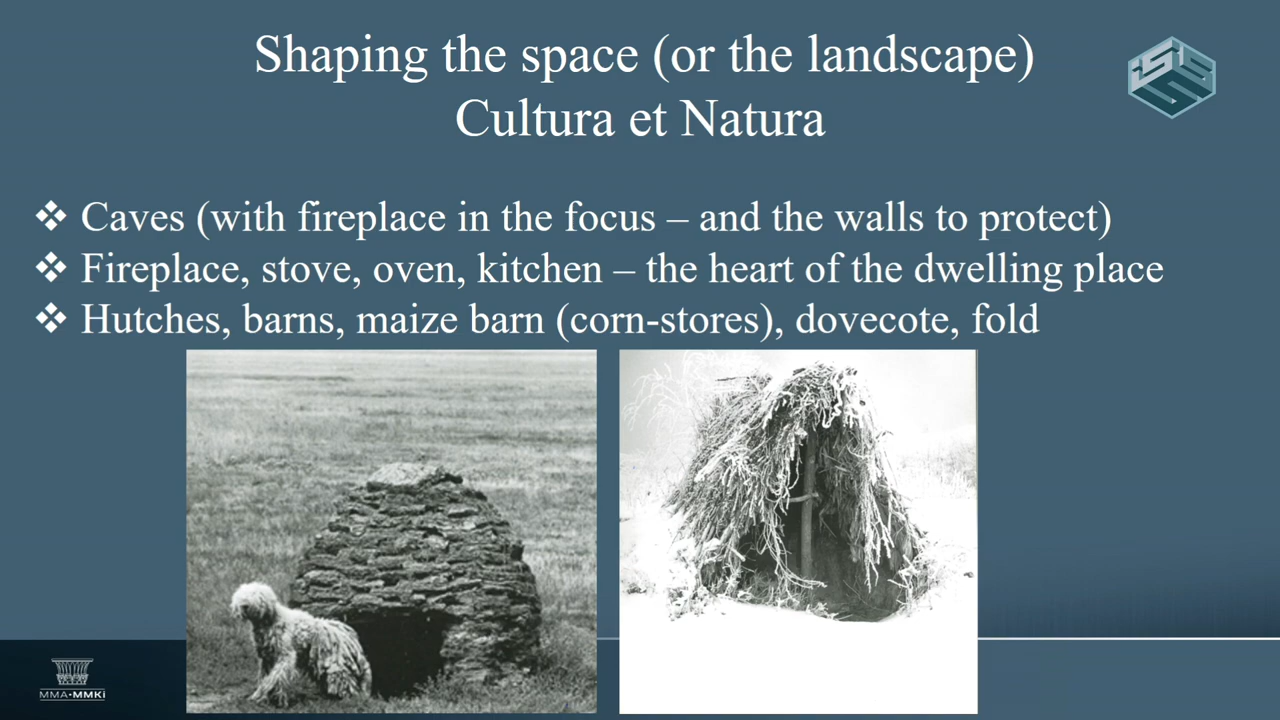 Shaping the space (or the landscape)
Cultura et Natura
❖ Caves (with fireplace in the focus – and the walls to protect)
❖ Fireplace, stove, oven, kitchen – the heart of the dwelling place
❖ Hutches, barns, maize barn (corn-stores), dovecote, fold
MMA•MMKI